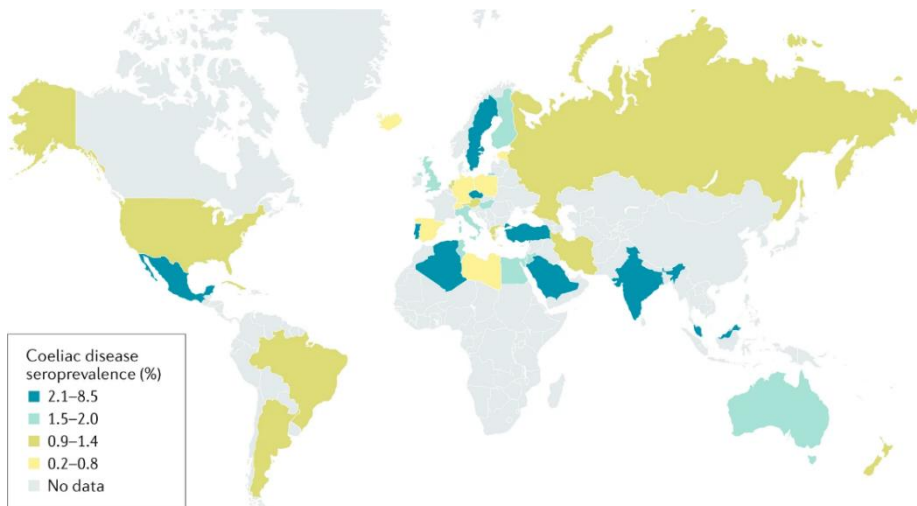 Coeliac disease
seroprevalence (%)
2.1–8.5
1.5–2.0
0.9–1.4
0.2–0.8
No data